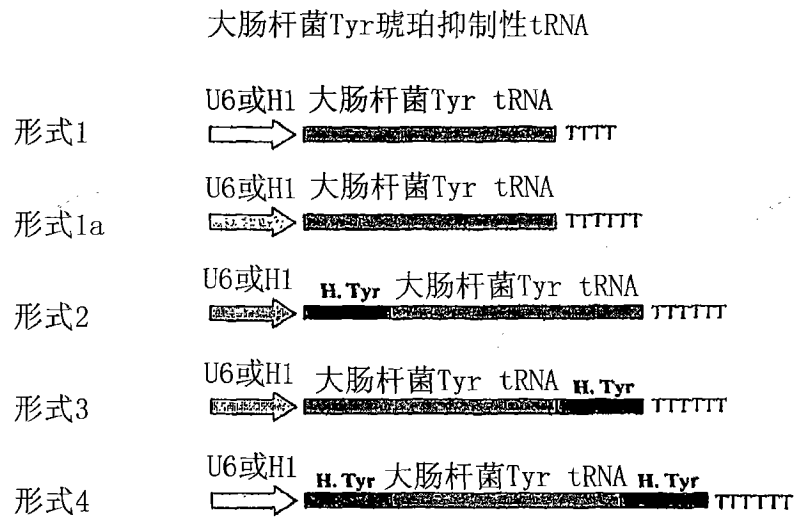 大肠杆菌Tyr琥珀抑制性tRNA
U6或H1 大肠杆菌Tyr tRNA
形式1 TTTT
U6或H1 大肠杆菌Tyr tRNA
形式1a TTTTTT
U6或H1 H. Tyr 大肠杆菌Tyr tRNA
形式2 TTTTTT
U6或H1 大肠杆菌Tyr tRNA H. Tyr
形式3 TTTTTT
U6或H1 H. Tyr 大肠杆菌Tyr tRNA H. Tyr
形式4 TTTTTT